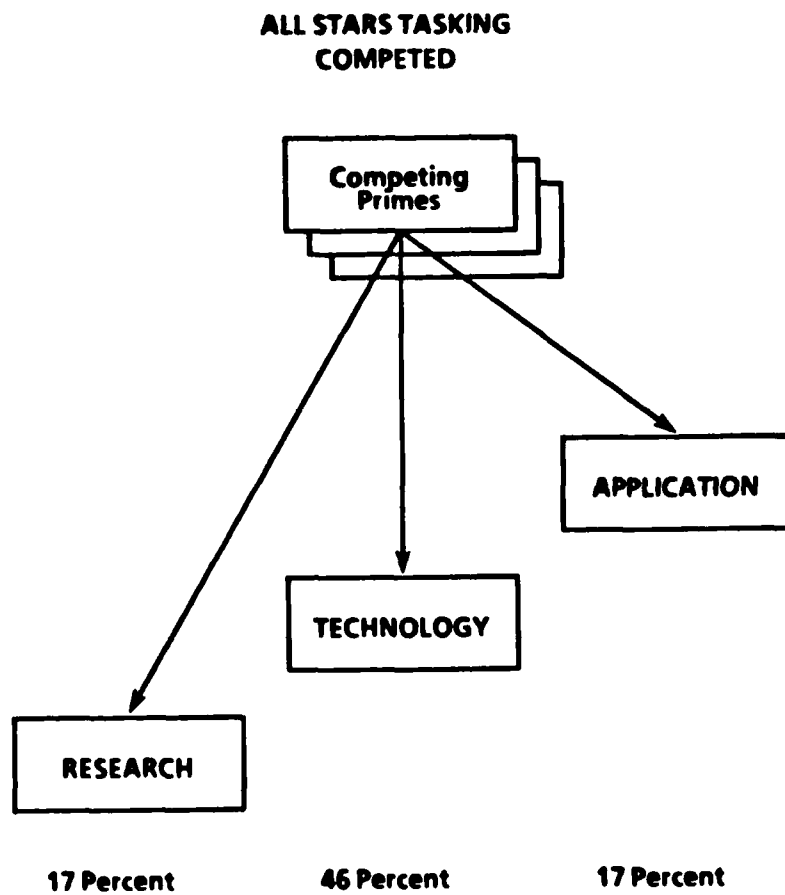 ALL STARS TASKING
COMPETED
Competing
Primes
APPLICATION
TECHNOLOGY
RESEARCH
17 Percent 46 Percent 17 Percent